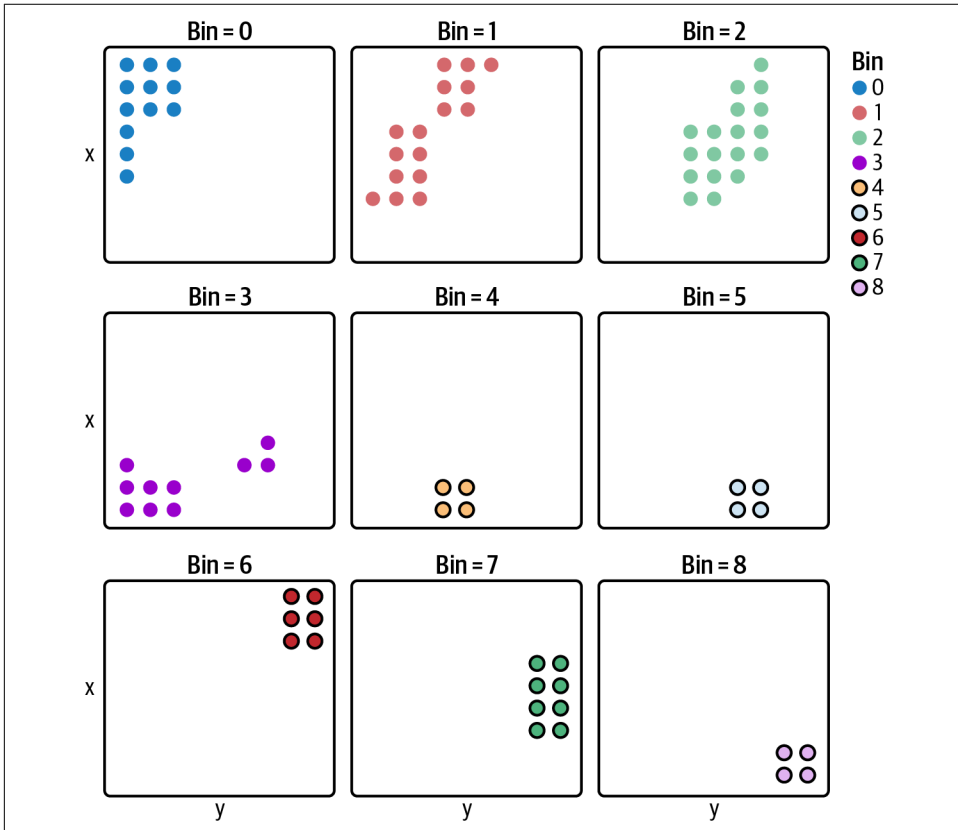 Bin = 0
Bin = 1
Bin = 2
x
Bin
0
1
2
3
4
5
6
7
8
Bin = 3
Bin = 4
Bin = 5
x
Bin = 6
Bin = 7
Bin = 8
x
y
y
y